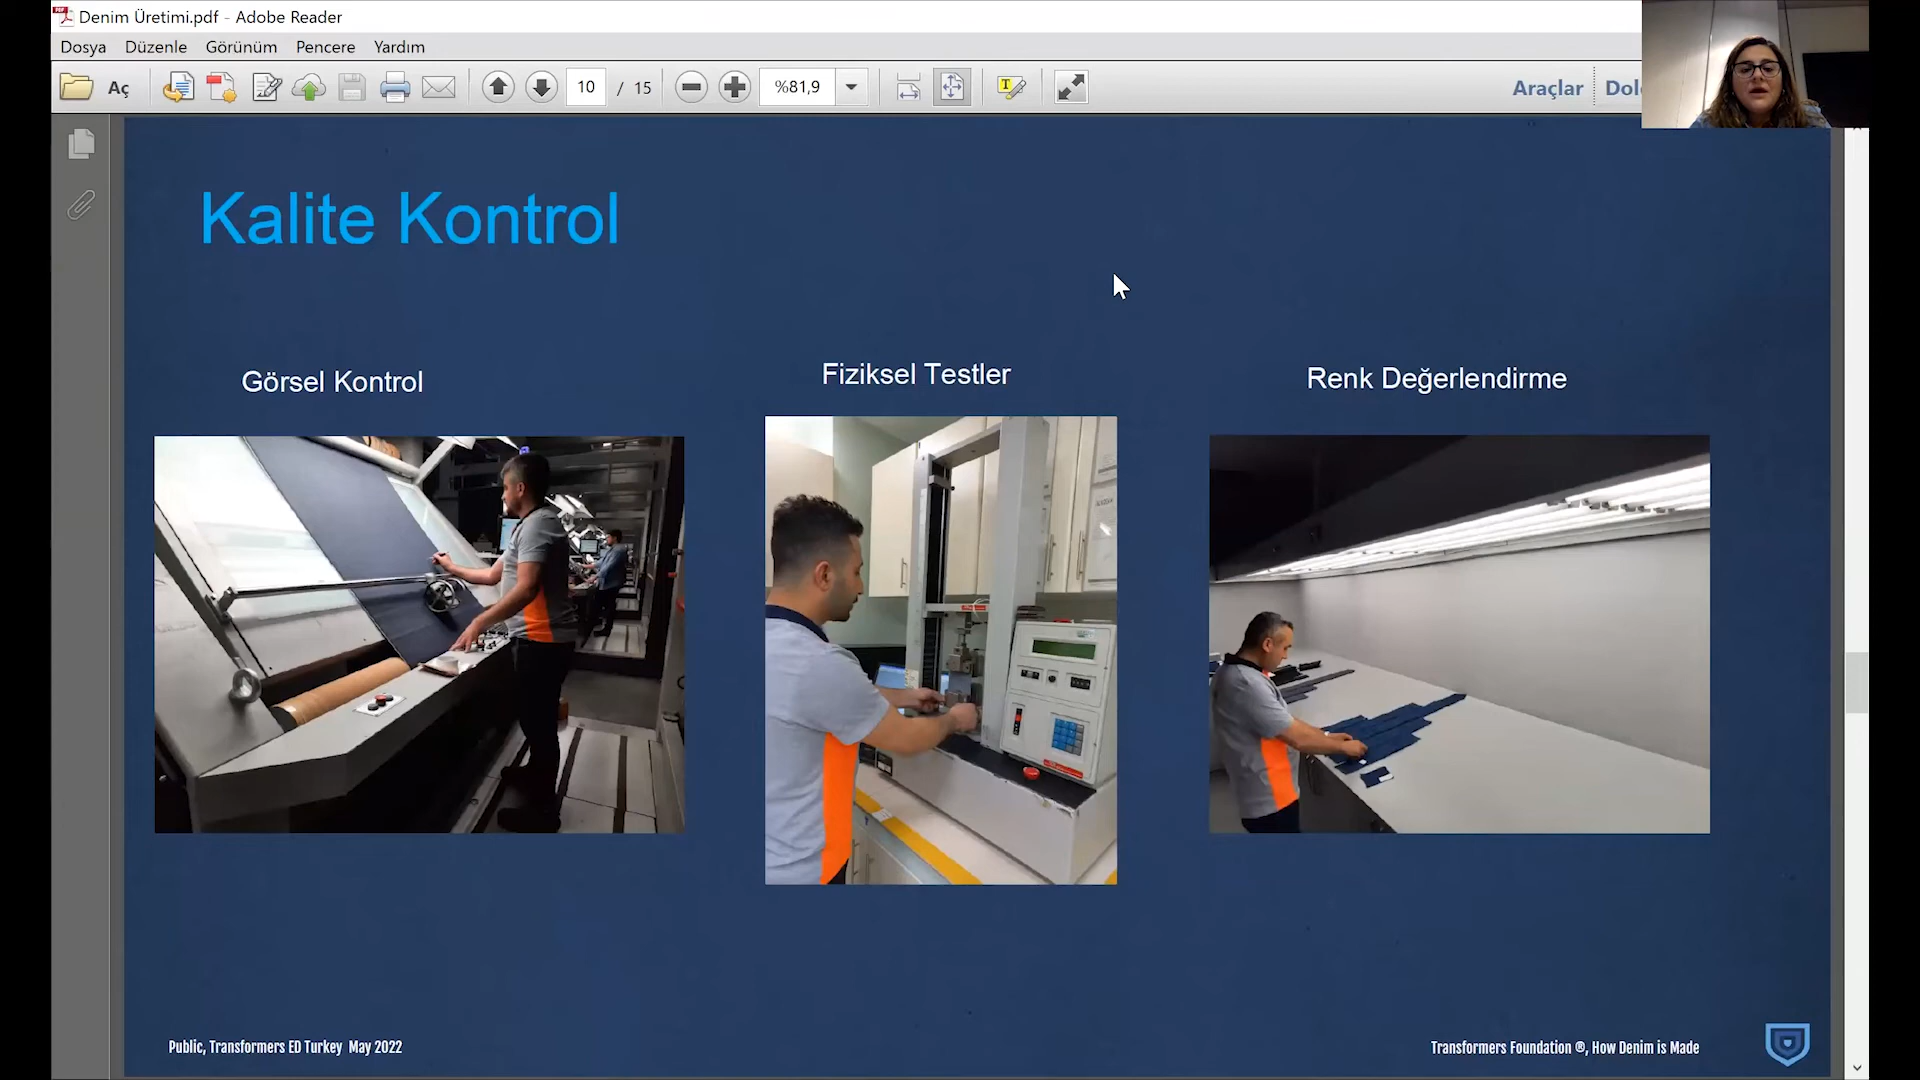 Denim Üretimi.pdf - Adobe Reader
Dosya Düzenle Görünüm Pencere Yardım
Aç 10 / 15 %81,9 Araçlar
Kalite Kontrol
Görsel Kontrol
Fiziksel Testler
Renk Değerlendirme
Public, Transformers ED Turkey May 2022
Transformers Foundation ®, How Denim is Made